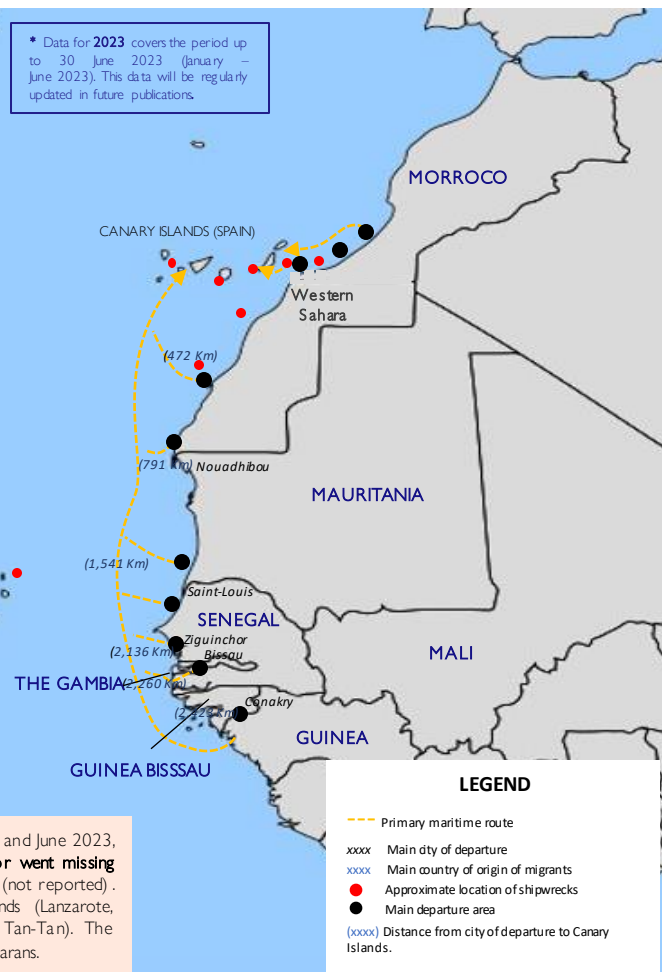 * Data for 2023 covers the period up
to 30 June 2023 (January –
June 2023). This data will be regularly
updated in future publications.
MORROCO
CANARY ISLANDS (SPAIN)
Western
Sahara
(472 Km)
(791 Km)
Nouadhibou
MAURITANIA
(1,541 Km)
Saint-Louis
SENEGAL
Ziguinchor
(2,136 Km)
Bissau
MALI
THE GAMBIA
(2,260 Km)
Conakry
GUINEA
GUINEA BISSSAU
LEGEND
Primary maritime route
xxxx Main city of departure
xxxx Main country of origin of migrants
Approximate location of shipwrecks
Main departure area
(xxxx) Distance from city of departure to Canary
Islands.
and June 2023,
or went missing
(not reported).
nds (Lanzarote,
Tan-Tan). The
arans.